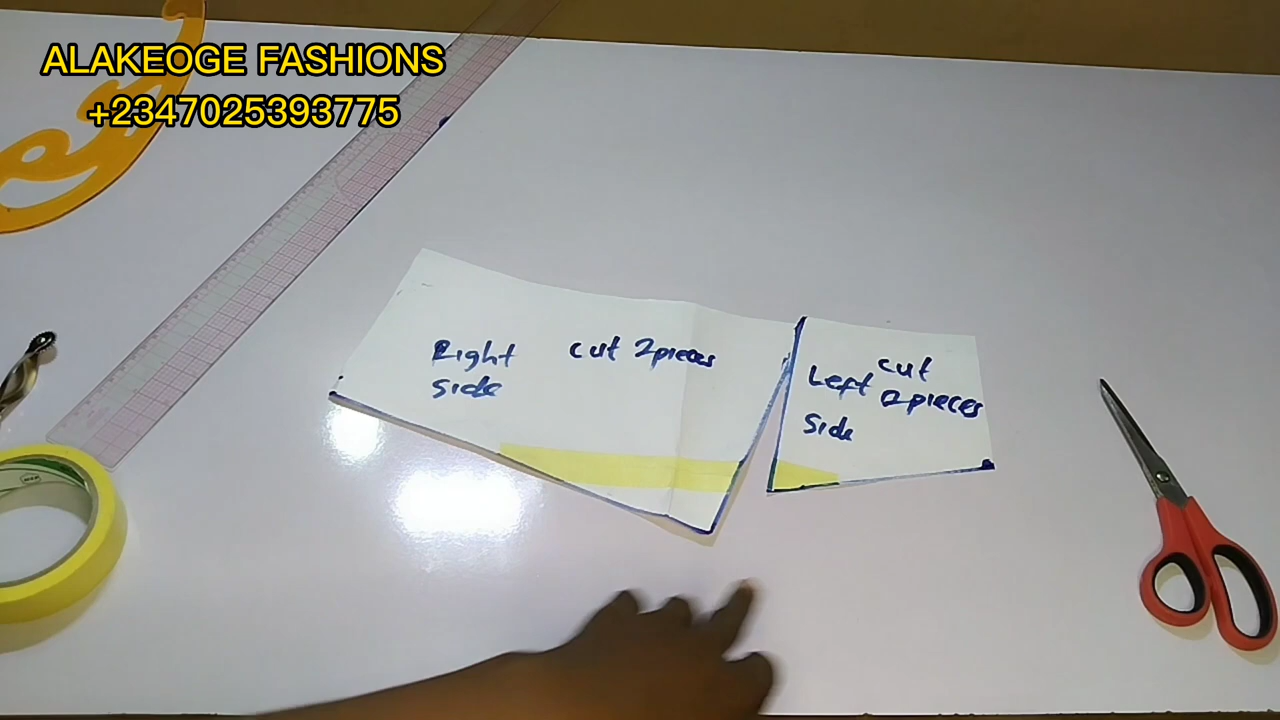 ALAKEOGE FASHIONS
+2347025393775
Right cut 2pieces
Side
cut
Left 2pieces
Side